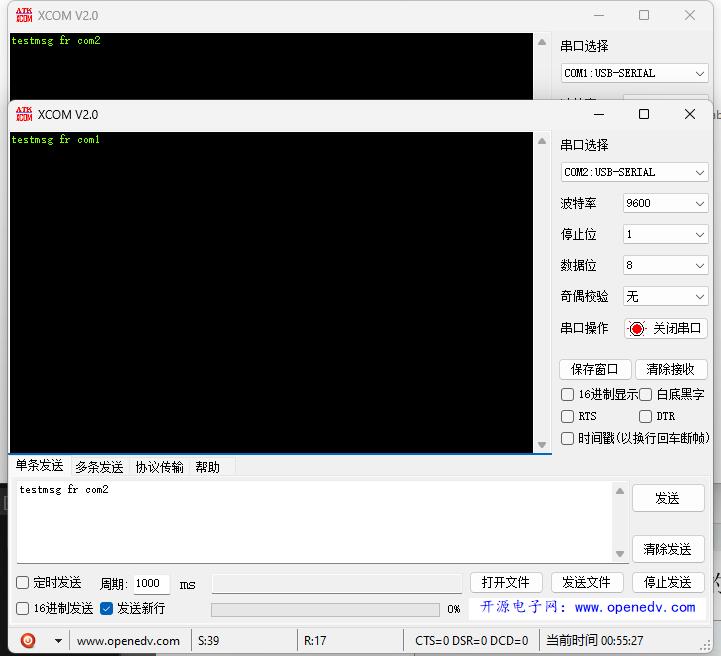 XCOM V2.0
testmsg fr com2
串口选择
COM1:USB-SERIAL
XCOM V2.0
testmsg fr com1
串口选择
COM2:USB-SERIAL
波特率 9600
停止位 1
数据位 8
奇偶校验 无
串口操作 关闭串口
保存窗口 清除接收
16进制显示 白底黑字
RTS DTR
时间戳(以换行回车断帧)
单条发送 多条发送 协议传输 帮助
testmsg fr com2
发送
清除发送
定时发送 周期: 1000 ms 打开文件 发送文件 停止发送
16进制发送 发送新行 0% 开源电子网：www.openedv.com
www.openedv.com S:39 R:17 CTS=0 DSR=0 DCD=0 当前时间 00:55:27